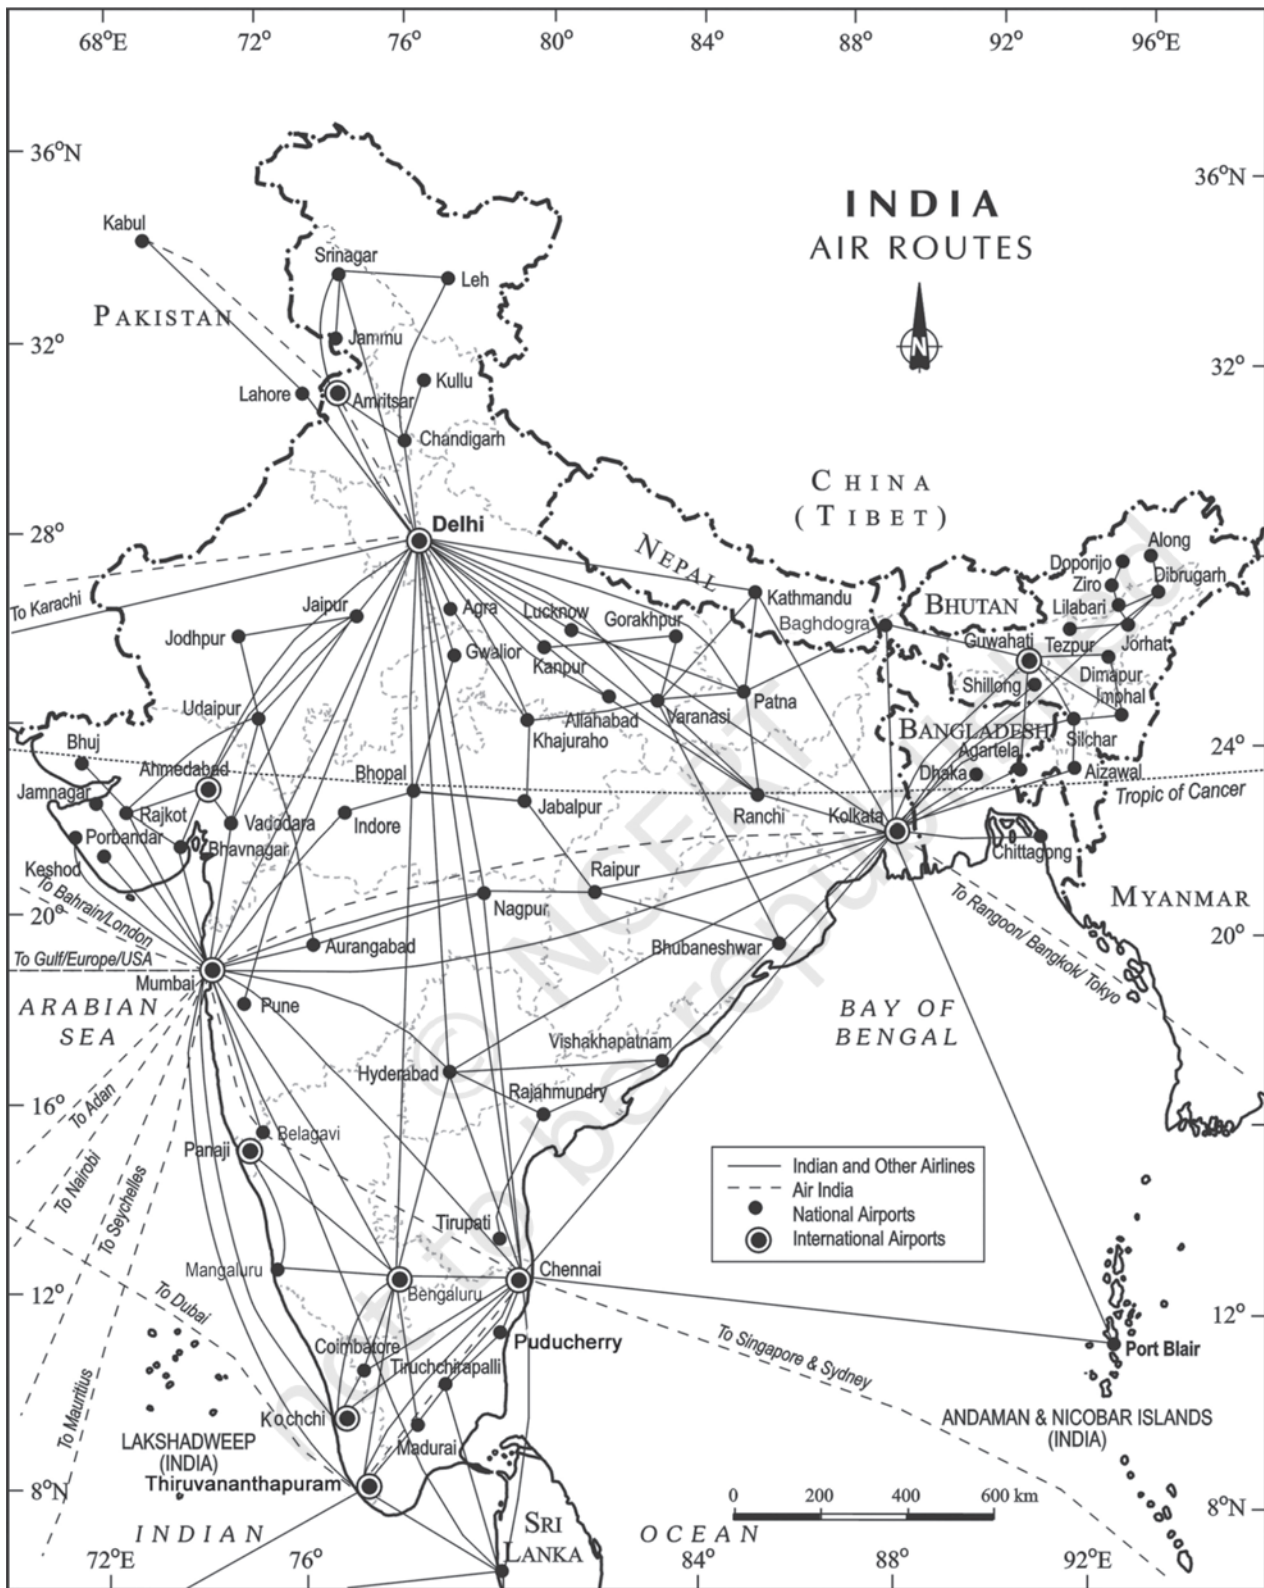 68°E 72° 76° 80° 84° 88° 92° 96°E
36°N
36°N
INDIA
AIR ROUTES
N
Kabul
Srinagar
Leh
PAKISTAN
Jammu
32°
32°
Kullu
Lahore
Amritsar
Chandigarh
CHINA
(TIBET)
28°
Delhi
NEPAL
Along
Doporijo
Ziro
Dibrugarh
Lilabari
To Karachi
Jaipur
Agra
Lucknow
Gorakhpur
Kathmandu
BHUTAN
Baghdogra
Jodhpur
Gwalior
Kanpur
Guwahati
Tezpur
Jorhat
Dimapur
Shillong
Imphal
Udaipur
Allahabad
Varanasi
Patna
Khajuraho
BANGLADESH
Silchar
24°
Bhuj
Ahmedabad
Bhopal
Agartela
Dhaka
Aizawal
Jamnagar
Rajkot
Vadodara
Indore
Jabalpur
Ranchi
Kolkata
Tropic of Cancer
Porbandar
Bhavnagar
Chittagong
Keshod
Raipur
To Bahrain/London
20°
Nagpur
MYANMAR
20°
Aurangabad
Bhubaneshwar
To Rangoon/ Bangkok/ Tokyo
To Gulf/Europe/USA
Mumbai
Pune
ARABIAN
SEA
BAY OF
BENGAL
Vishakhapatnam
Hyderabad
Rajahmundry
16°
To Adan
Belagavi
Panaji
To Nairobi
To Seychelles
Indian and Other Airlines
Air India
National Airports
International Airports
Tirupati
Mangaluru
Bengaluru
Chennai
12°
12°
To Dubai
Coimbatore
Puducherry
Tiruchchirapalli
To Singapore & Sydney
Port Blair
To Mauritius
Kochchi
Madurai
ANDAMAN & NICOBAR ISLANDS
(INDIA)
LAKSHADWEEP
(INDIA)
Thiruvananthapuram
8°N
0 200 400 600 km
8°N
INDIAN
OCEAN
SRI
LANKA
72°E 76° 84° 88° 92°E
© NCERT
not to be republished